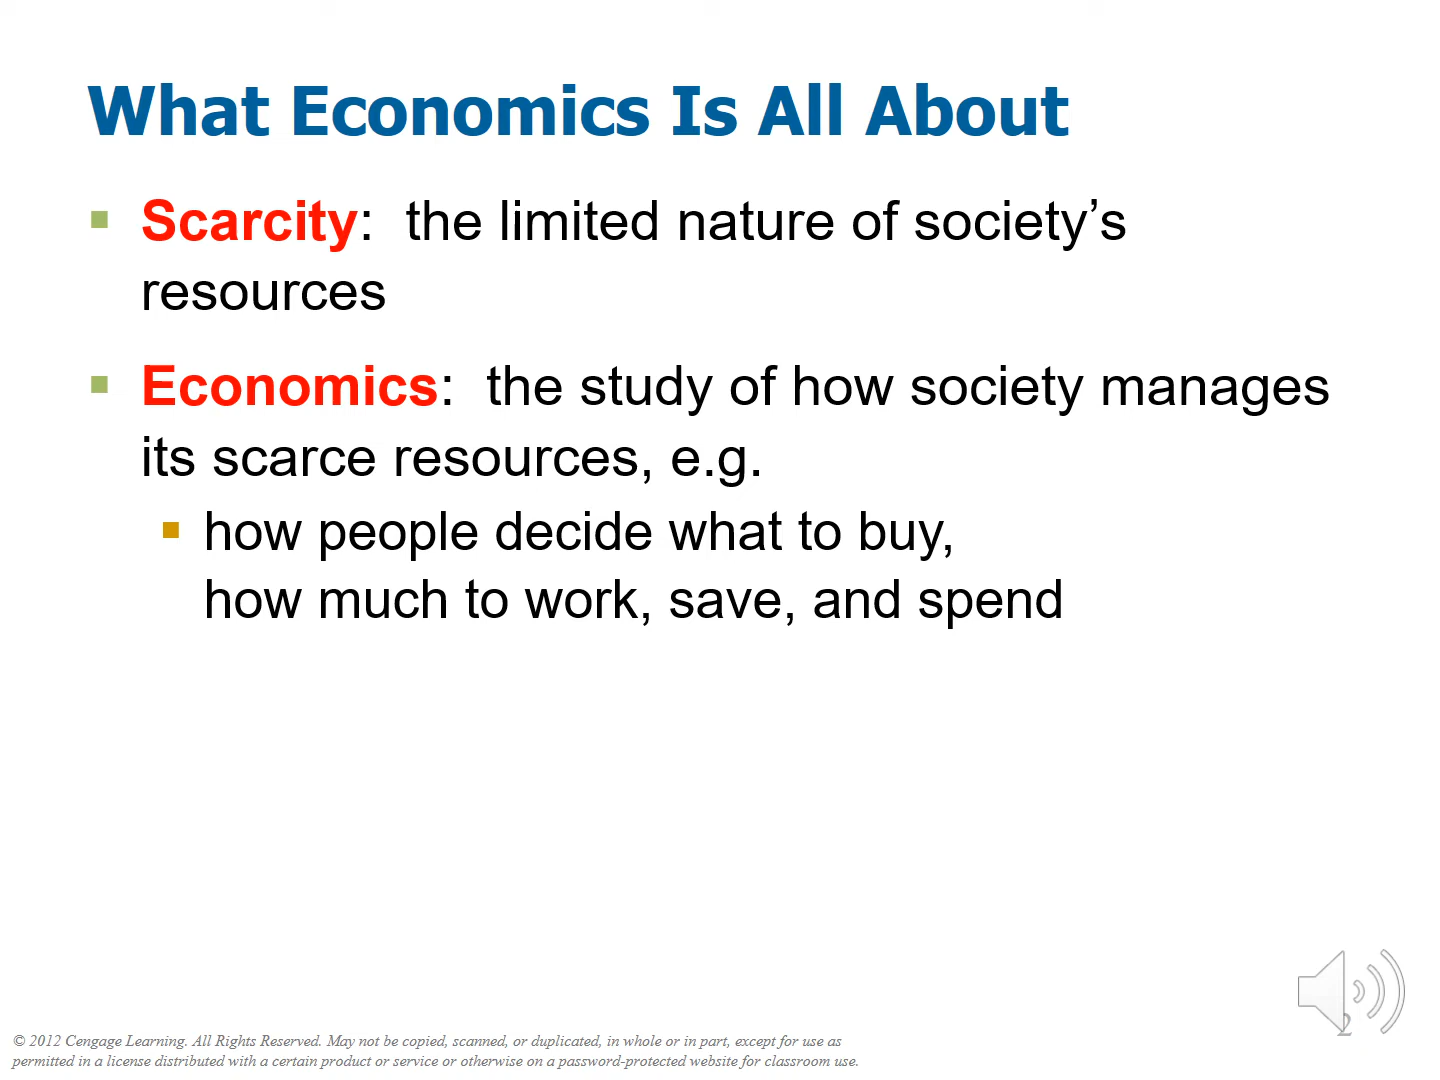 What Economics Is All About
Scarcity:  the limited nature of society’s
resources
Economics:  the study of how society manages
its scarce resources, e.g.
how people decide what to buy,
how much to work, save, and spend
2
© 2012 Cengage Learning. All Rights Reserved. May not be copied, scanned, or duplicated, in whole or in part, except for use as
permitted in a license distributed with a certain product or service or otherwise on a password-protected website for classroom use.